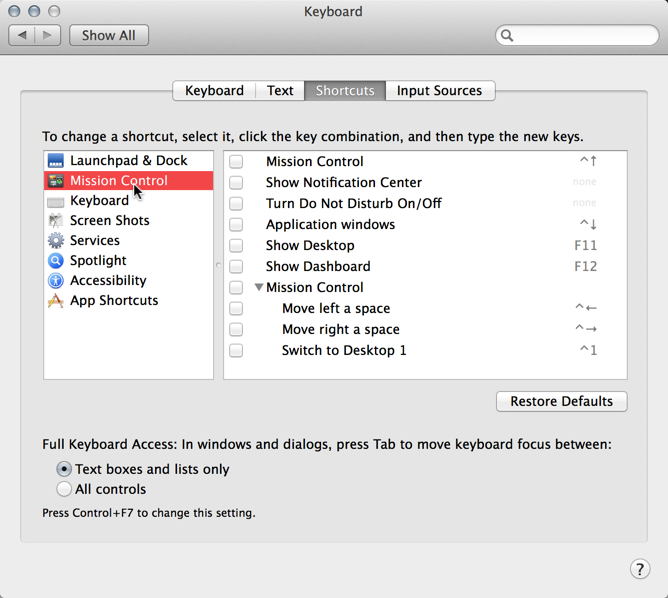 Keyboard
Show All
Keyboard Text Shortcuts Input Sources
To change a shortcut, select it, click the key combination, and then type the new keys.
Launchpad & Dock
Mission Control
Keyboard
Screen Shots
Services
Spotlight
Accessibility
App Shortcuts
Mission Control ^↑
Show Notification Center none
Turn Do Not Disturb On/Off none
Application windows ^↓
Show Desktop F11
Show Dashboard F12
Mission Control
Move left a space ^←
Move right a space ^→
Switch to Desktop 1 ^1
Restore Defaults
Full Keyboard Access: In windows and dialogs, press Tab to move keyboard focus between:
Text boxes and lists only
All controls
Press Control+F7 to change this setting.
?